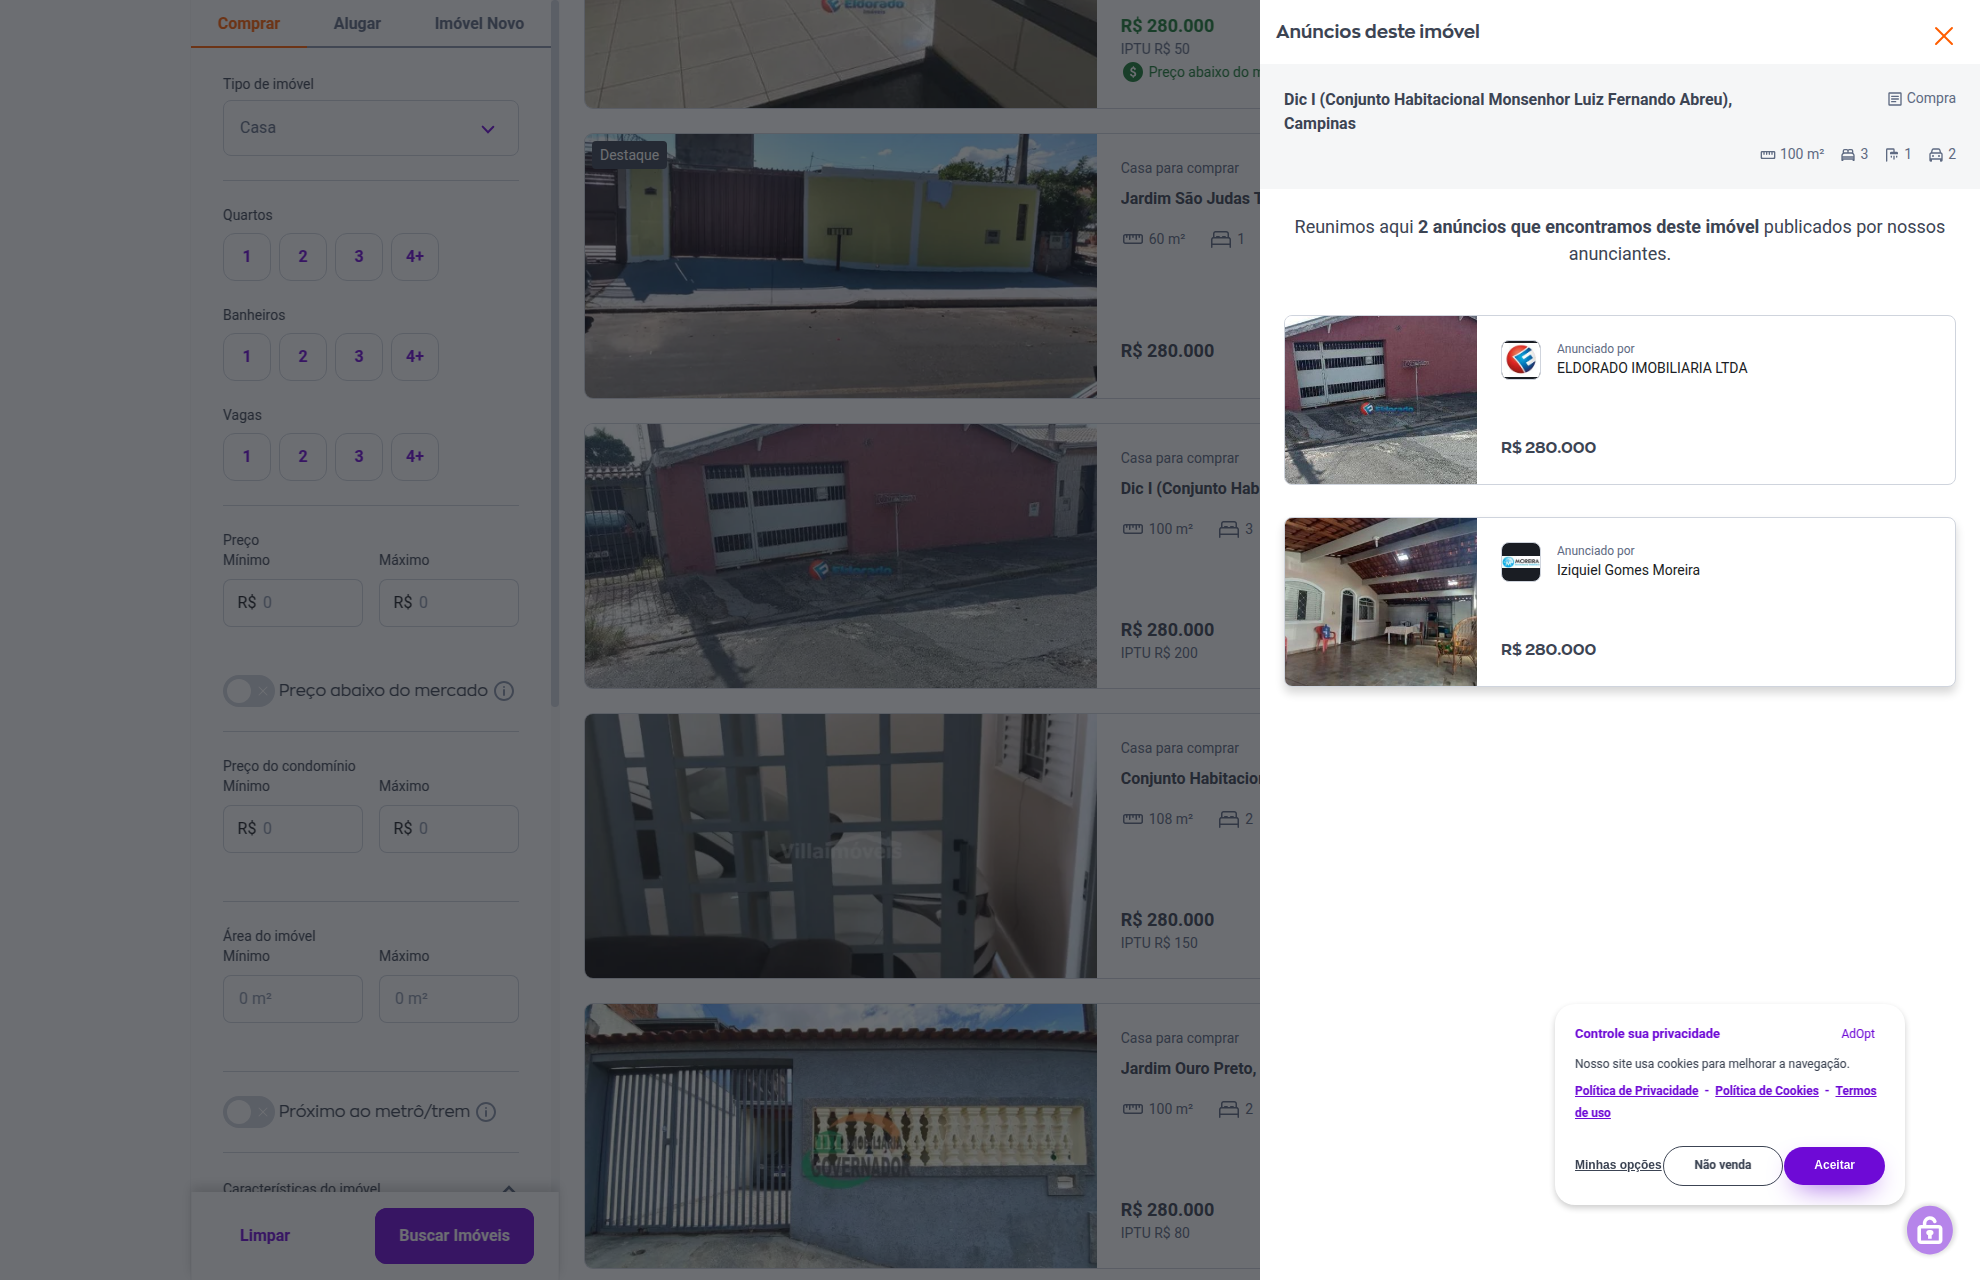 Comprar
Alugar
Imóvel Novo
Tipo de imóvel
Casa
Quartos
1
2
3
4+
Banheiros
1
2
3
4+
Vagas
1
2
3
4+
Preço
Mínimo
Máximo
R$ 0
R$ 0
Preço abaixo do mercado
Preço do condomínio
Mínimo
Máximo
R$ 0
R$ 0
Área do imóvel
Mínimo
Máximo
0 m²
0 m²
Próximo ao metrô/trem
Características do imóvel
Limpar
Buscar Imóveis
Eldorado
R$ 280.000
IPTU R$ 50
Preço abaixo do m
Destaque
Casa para comprar
Jardim São Judas T
60 m²
1
R$ 280.000
Eldorado
Casa para comprar
Dic I (Conjunto Hab
100 m²
3
R$ 280.000
IPTU R$ 200
Villaimóveis
Casa para comprar
Conjunto Habitacion
108 m²
2
R$ 280.000
IPTU R$ 150
IMOBILIÁRIA
GOVERNADOR
Casa para comprar
Jardim Ouro Preto,
100 m²
2
R$ 280.000
IPTU R$ 80
Anúncios deste imóvel
Dic I (Conjunto Habitacional Monsenhor Luiz Fernando Abreu),
Campinas
Compra
100 m²
3
1
2
Reunimos aqui 2 anúncios que encontramos deste imóvel publicados por nossos
anunciantes.
Eldorado
Anunciado por
ELDORADO IMOBILIARIA LTDA
R$ 280.000
MOREIRA
Anunciado por
Iziquiel Gomes Moreira
R$ 280.000
Controle sua privacidade
AdOpt
Nosso site usa cookies para melhorar a navegação.
Política de Privacidade - Política de Cookies - Termos
de uso
Minhas opções
Não venda
Aceitar